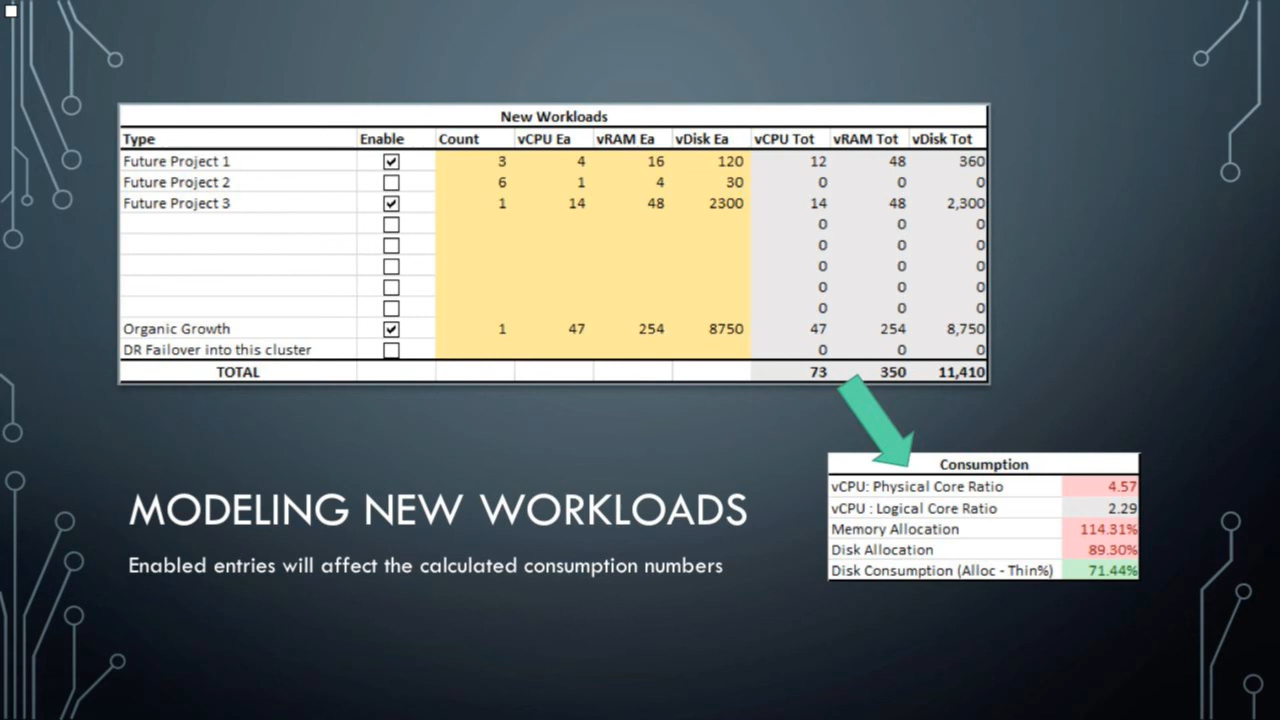 New Workloads
Type Enable Count vCPU Ea vRAM Ea vDisk Ea vCPU Tot vRAM Tot vDisk Tot
Future Project 1 3 4 16 120 12 48 360
Future Project 2 6 1 4 30 0 0 0
Future Project 3 1 14 48 2300 14 48 2,300
0 0 0
0 0 0
0 0 0
0 0 0
0 0 0
Organic Growth 1 47 254 8750 47 254 8,750
DR Failover into this cluster 0 0 0
TOTAL 73 350 11,410
Consumption
vCPU: Physical Core Ratio 4.57
vCPU : Logical Core Ratio 2.29
Memory Allocation 114.31%
Disk Allocation 89.30%
Disk Consumption (Alloc - Thin%) 71.44%
MODELING NEW WORKLOADS
Enabled entries will affect the calculated consumption numbers